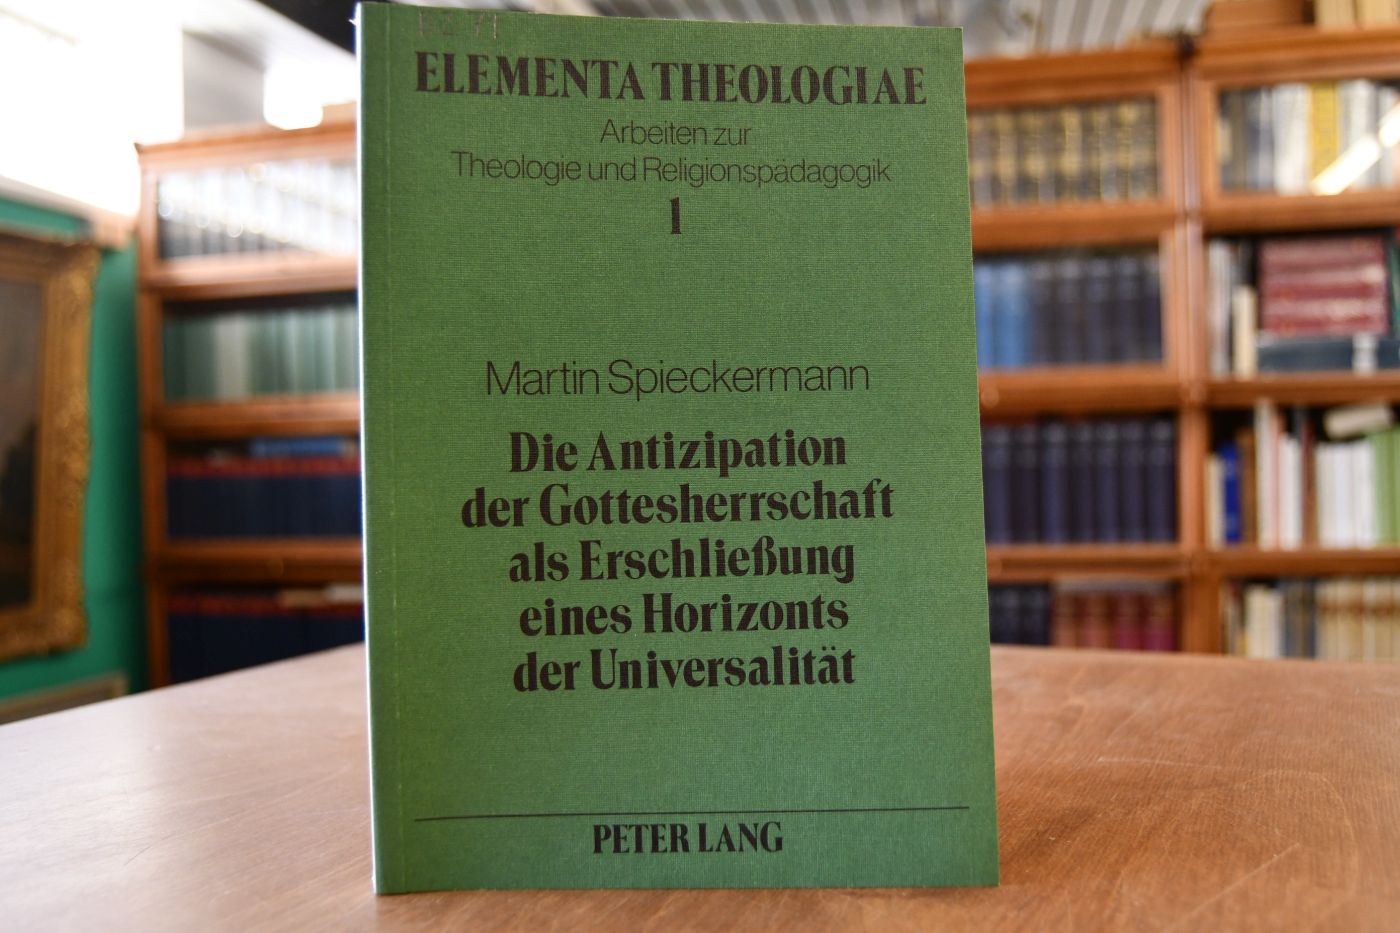 ELEMENTA THEOLOGIAE
Arbeiten zur
Theologie und Religionspädagogik
1
Martin Spieckermann
Die Antizipation
der Gottesherrschaft
als Erschließung
eines Horizonts
der Universalität
PETER LANG